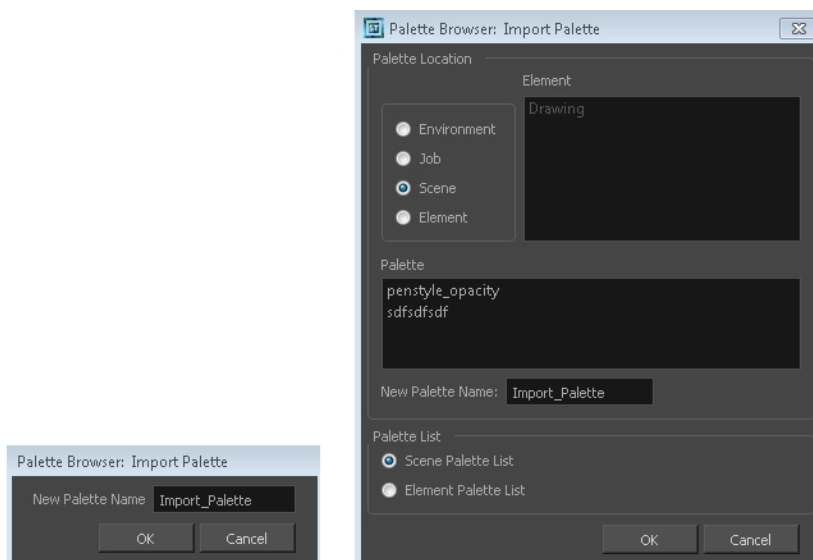 Palette Browser: Import Palette
New Palette Name Import_Palette
OK Cancel
Palette Browser: Import Palette
Palette Location
Element
Drawing
Environment
Job
Scene
Element
Palette
penstyle_opacity
sdfsdfsdf
New Palette Name: Import_Palette
Palette List
Scene Palette List
Element Palette List
OK Cancel